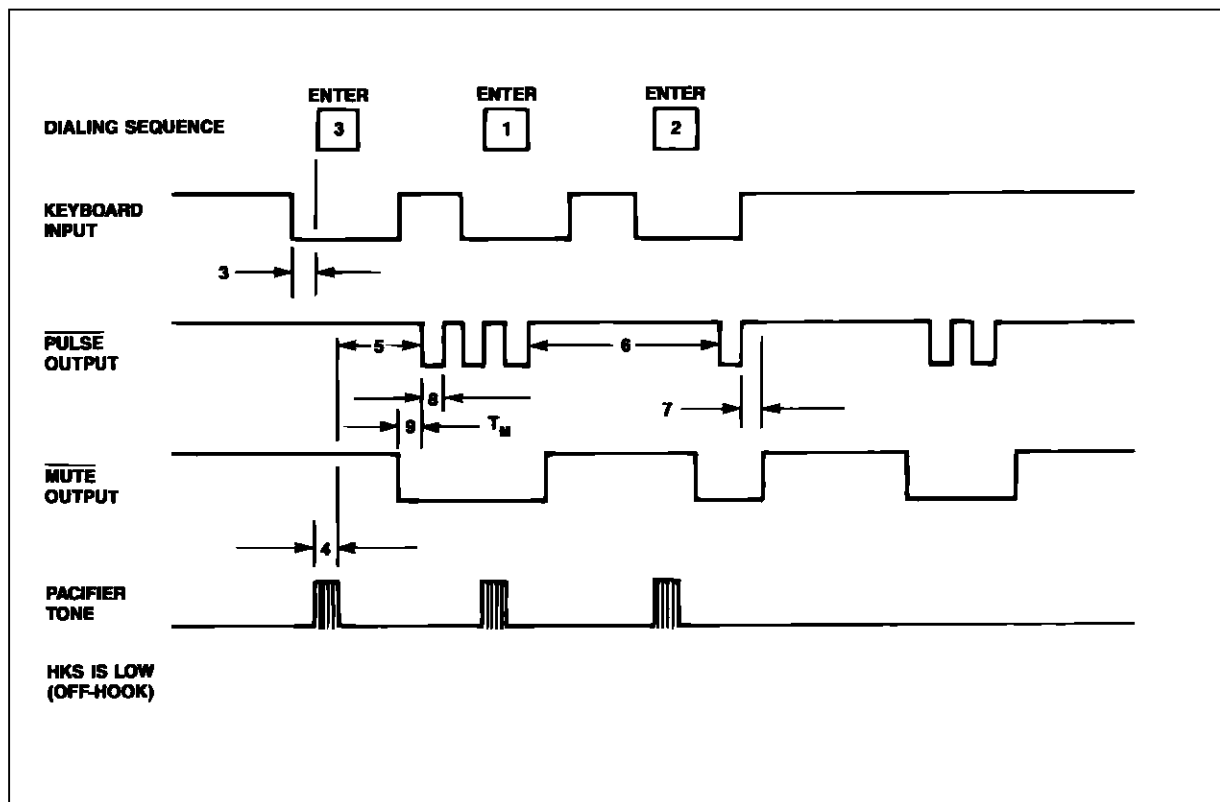 ENTER ENTER ENTER
DIALING SEQUENCE 3 1 2
KEYBOARD
INPUT
3
PULSE
OUTPUT
5 6
8 7
9 TM
MUTE
OUTPUT
4
PACIFIER
TONE
HKS IS LOW
(OFF-HOOK)